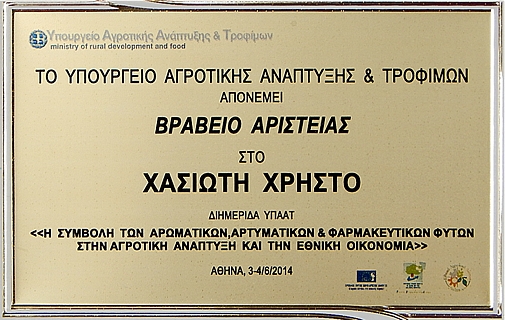 Υπουργείο Αγροτικής Ανάπτυξης & Τροφίμων
ministry of rural development and food
ΤΟ ΥΠΟΥΡΓΕΙΟ ΑΓΡΟΤΙΚΗΣ ΑΝΑΠΤΥΞΗΣ & ΤΡΟΦΙΜΩΝ
ΑΠΟΝΕΜΕΙ
ΒΡΑΒΕΙΟ ΑΡΙΣΤΕΙΑΣ
ΣΤΟ
ΧΑΣΙΩΤΗ ΧΡΗΣΤΟ
ΔΙΗΜΕΡΙΔΑ ΥΠΑΑΤ
<<Η ΣΥΜΒΟΛΗ ΤΩΝ ΑΡΩΜΑΤΙΚΩΝ,ΑΡΤΥΜΑΤΙΚΩΝ & ΦΑΡΜΑΚΕΥΤΙΚΩΝ ΦΥΤΩΝ
ΣΤΗΝ ΑΓΡΟΤΙΚΗ ΑΝΑΠΤΥΞΗ ΚΑΙ ΤΗΝ ΕΘΝΙΚΗ ΟΙΚΟΝΟΜΙΑ>>
ΑΘΗΝΑ, 3-4/6/2014